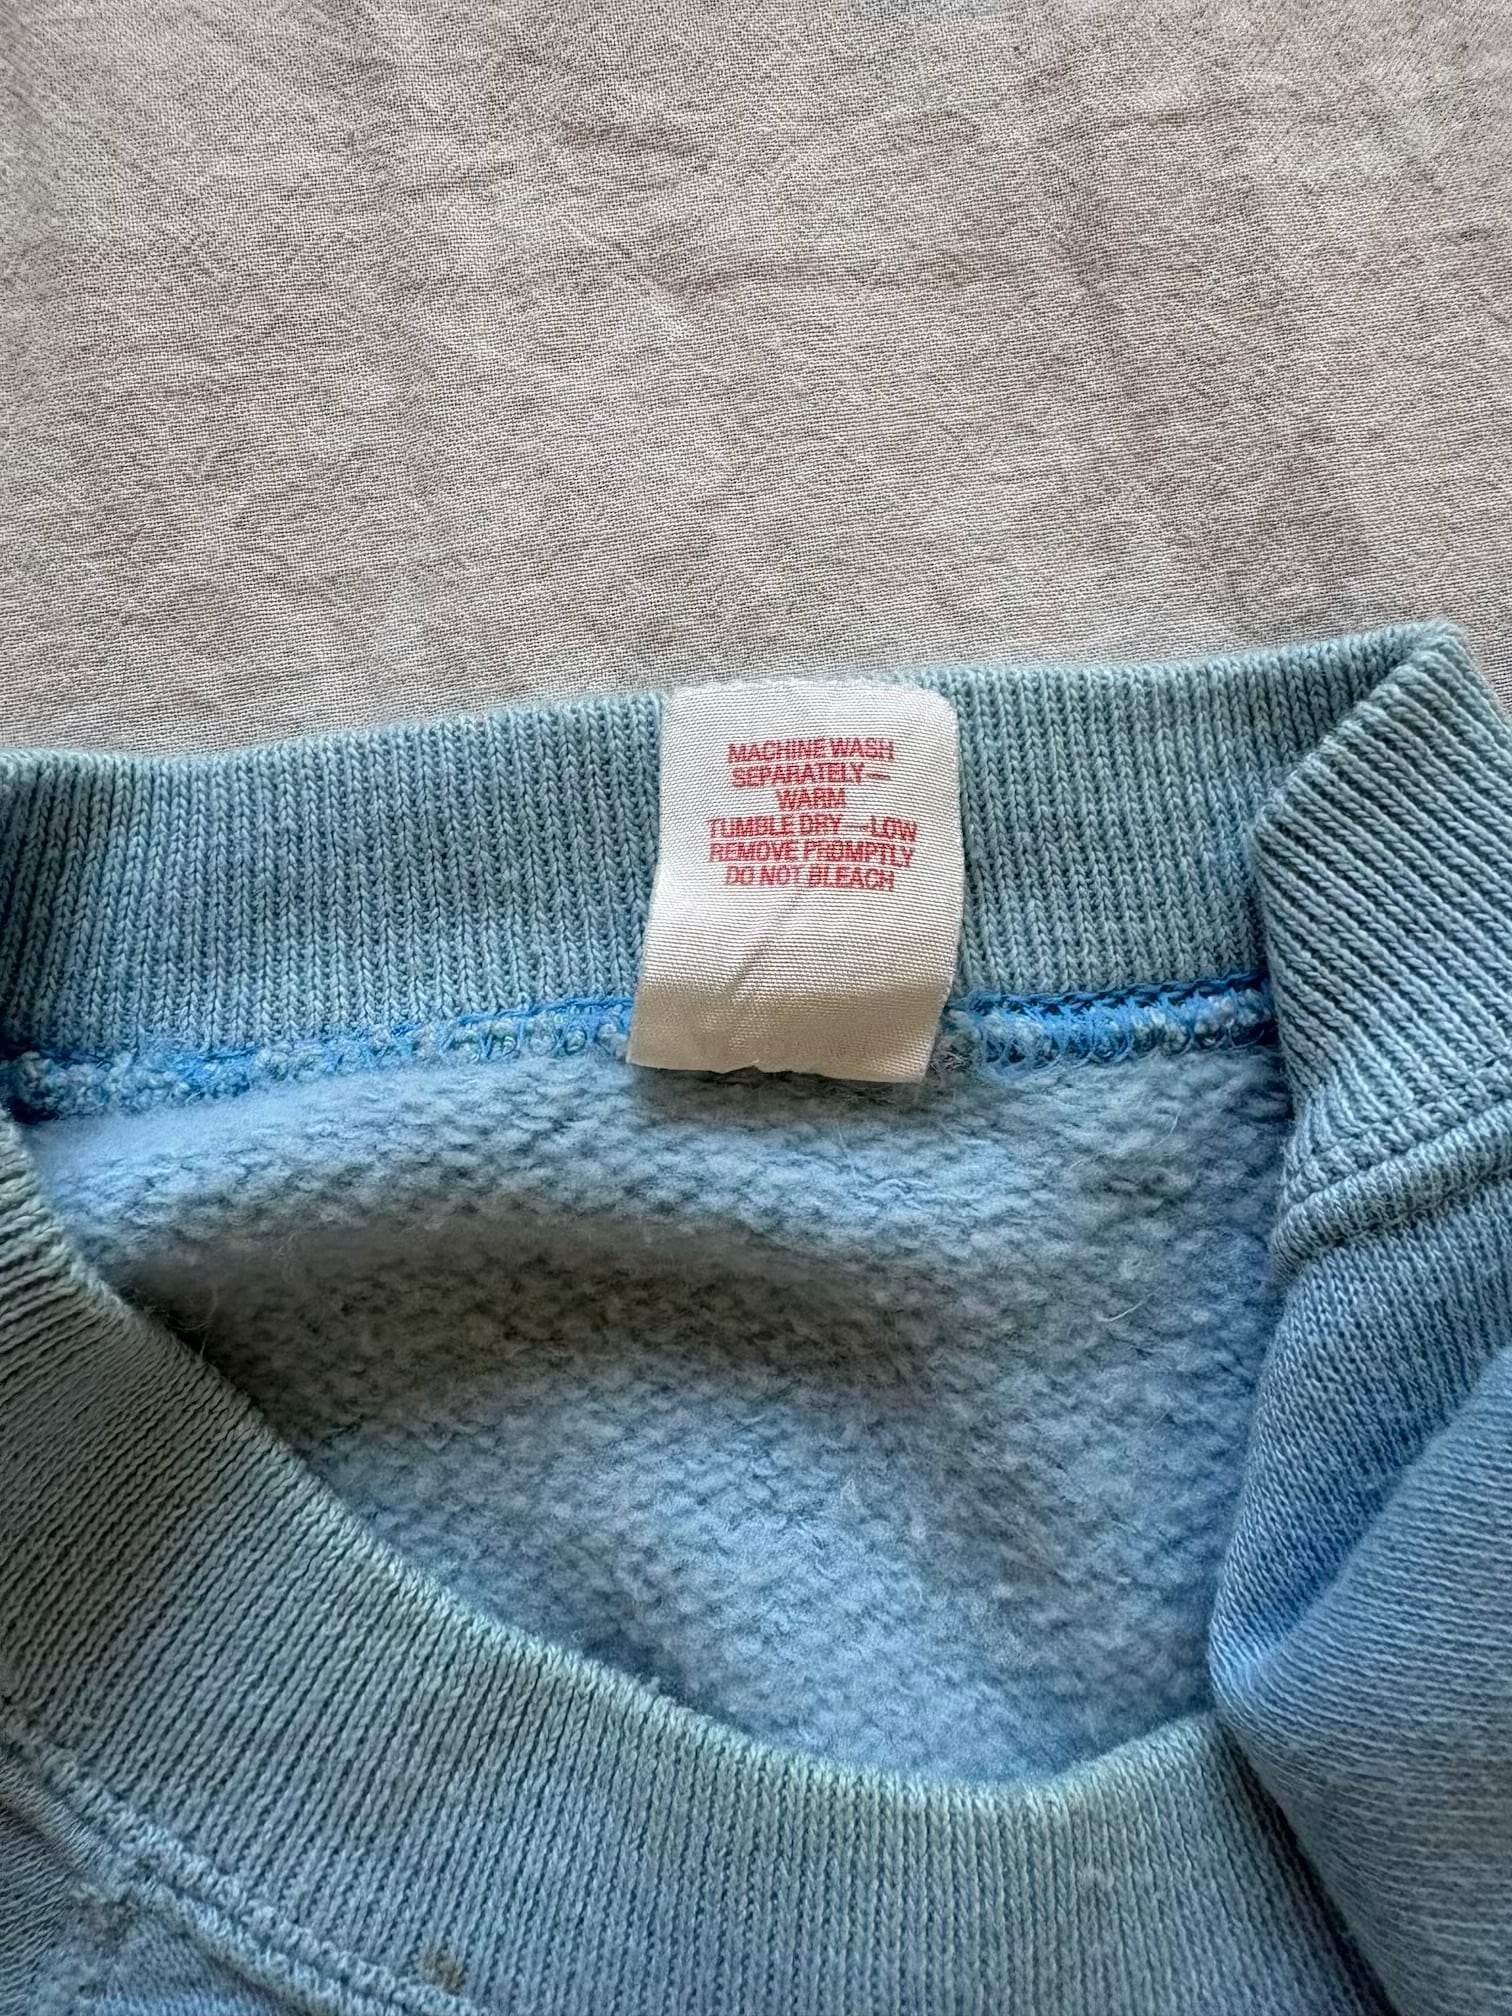 MACHINE WASH
SEPARATELY—
WARM
TUMBLE DRY—LOW
REMOVE PROMPTLY
DO NOT BLEACH